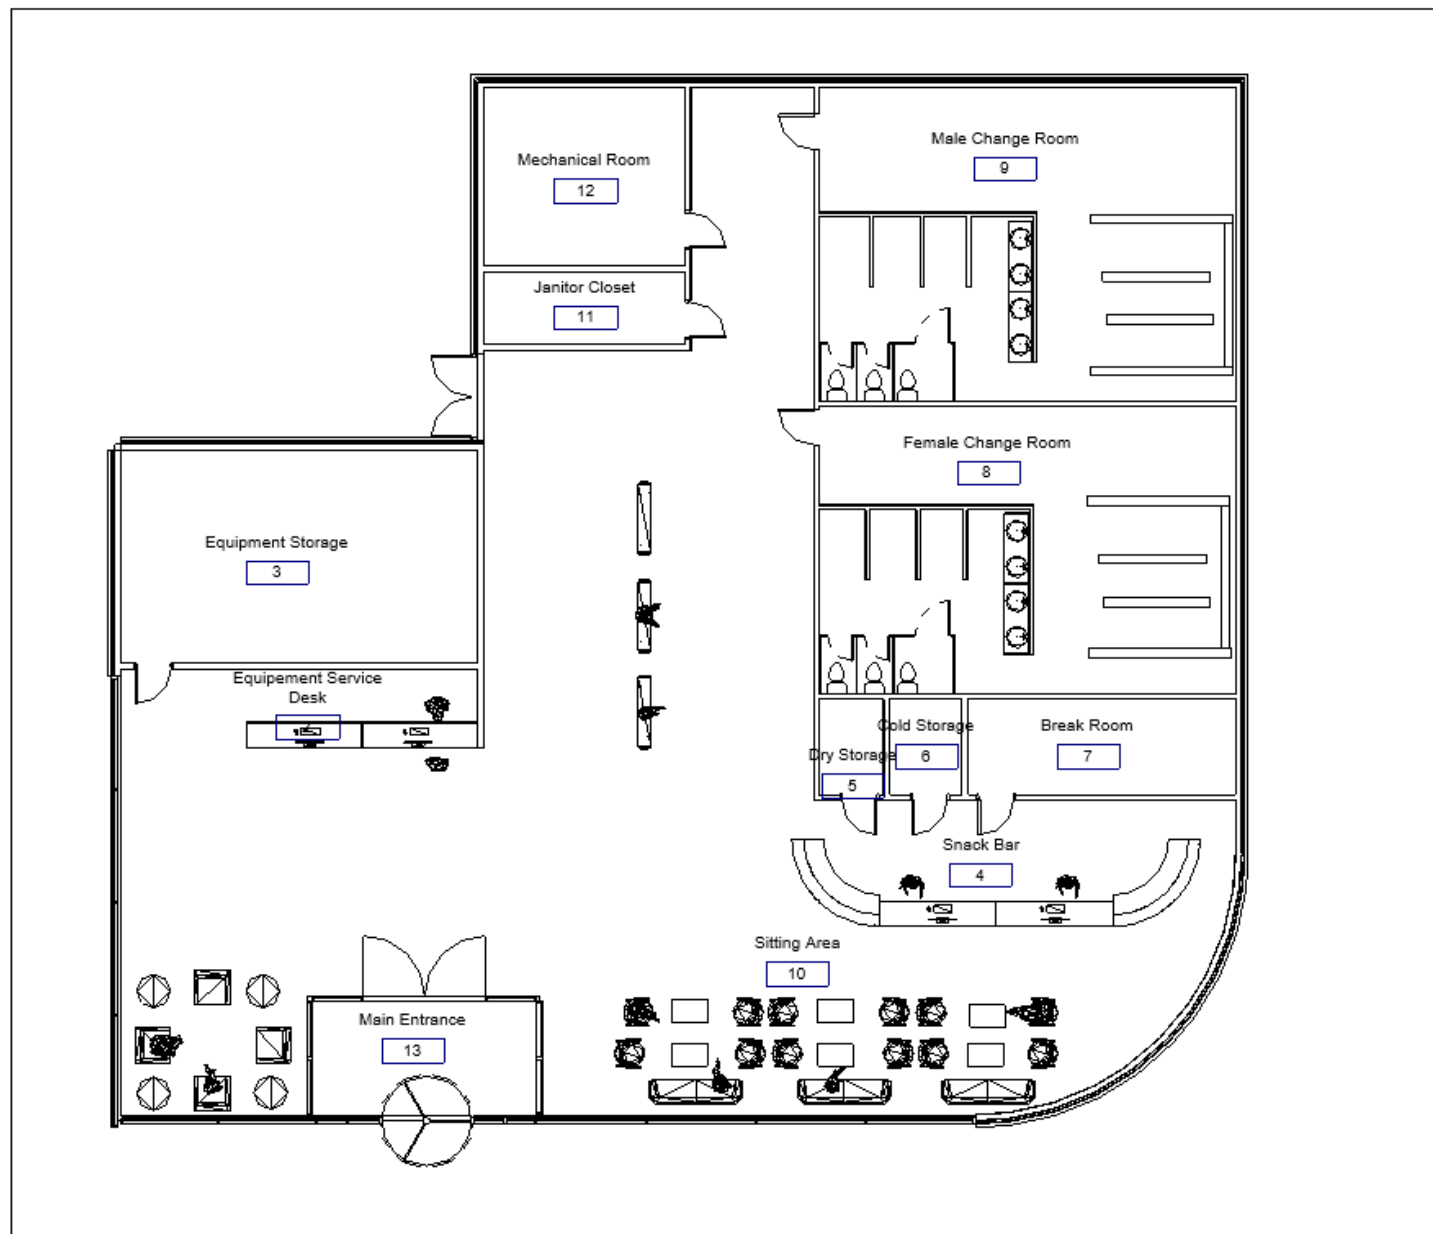 Male Change Room
9
Mechanical Room
12
Janitor Closet
11
Female Change Room
8
Equipment Storage
3
Equipement Service
Desk
Cold Storage
6
Break Room
7
Dry Storage
5
Snack Bar
4
Sitting Area
10
Main Entrance
13